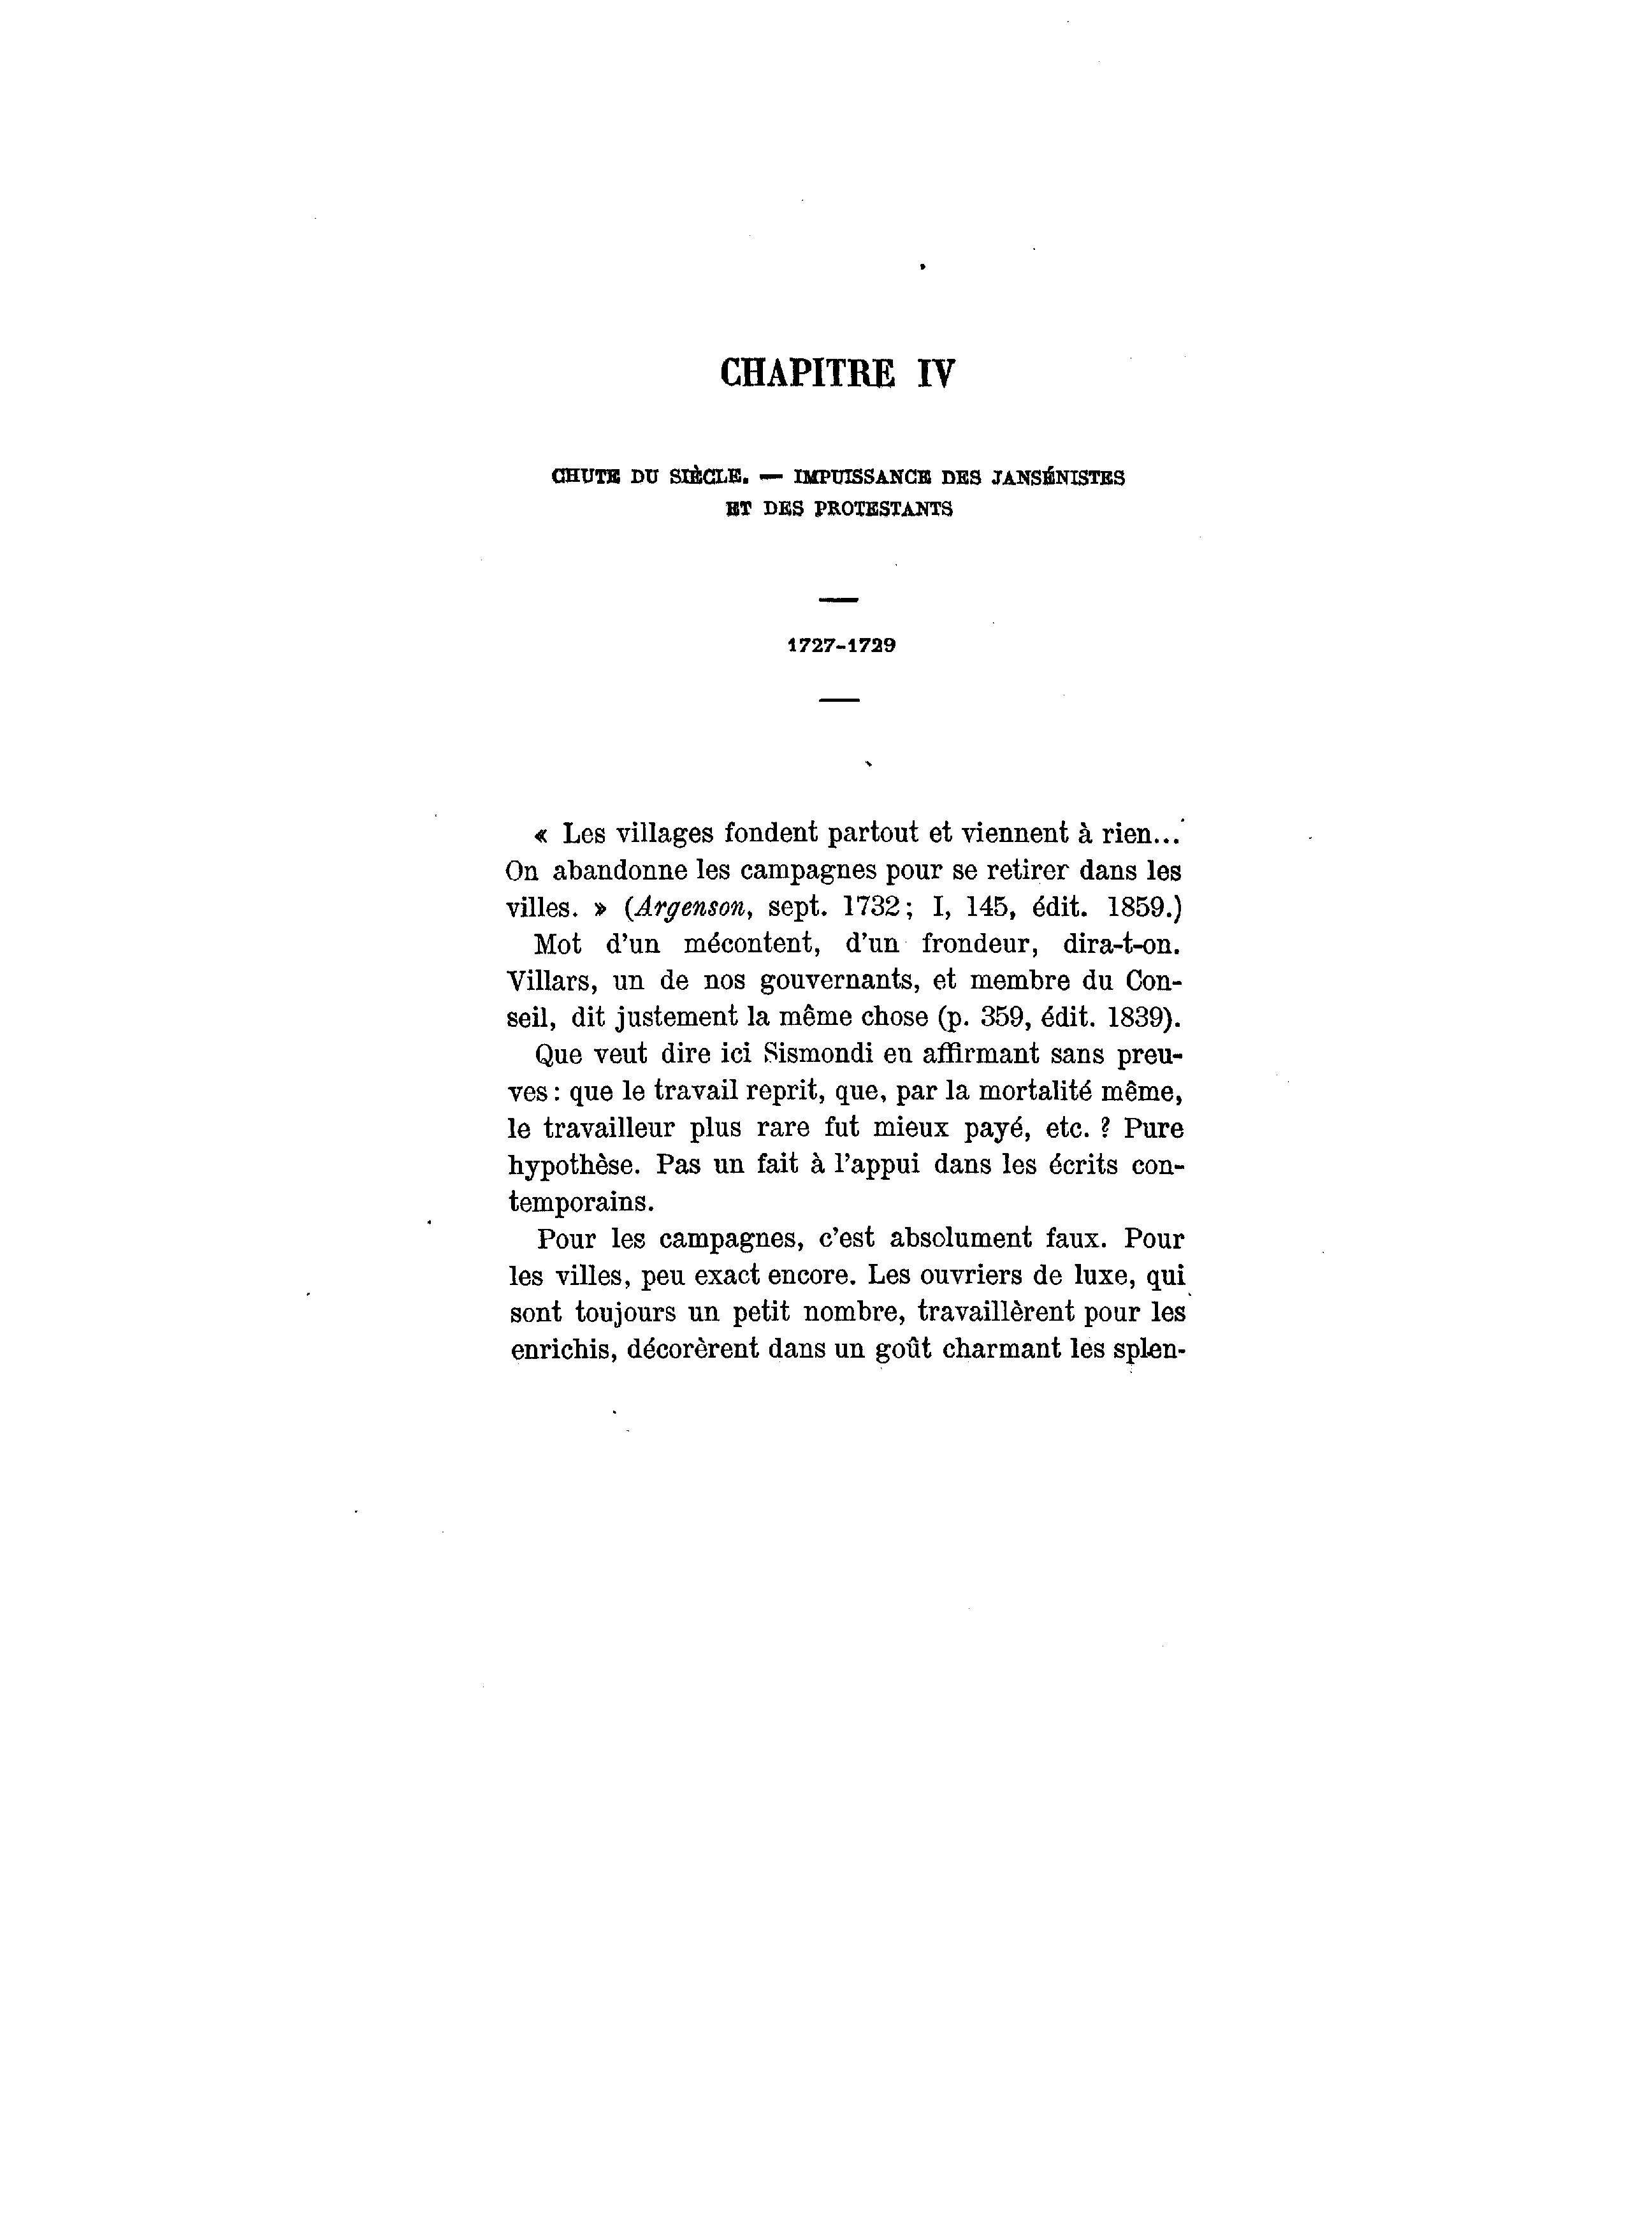 CHAPITRE IV
CHUTE DU SIÈCLE. — IMPUISSANCE DES JANSÉNISTES
ET DES PROTESTANTS
1727-1729
« Les villages fondent partout et viennent à rien...
On abandonne les campagnes pour se retirer dans les
villes. » (Argenson, sept. 1732; I, 145, édit. 1859.)
Mot d'un mécontent, d'un frondeur, dira-t-on.
Villars, un de nos gouvernants, et membre du Con-
seil, dit justement la même chose (p. 359, édit. 1839).
Que veut dire ici Sismondi en affirmant sans preu-
ves : que le travail reprit, que, par la mortalité même,
le travailleur plus rare fut mieux payé, etc. ? Pure
hypothèse. Pas un fait à l'appui dans les écrits con-
temporains.
Pour les campagnes, c'est absolument faux. Pour
les villes, peu exact encore. Les ouvriers de luxe, qui
sont toujours un petit nombre, travaillèrent pour les
enrichis, décorèrent dans un goût charmant les splen-